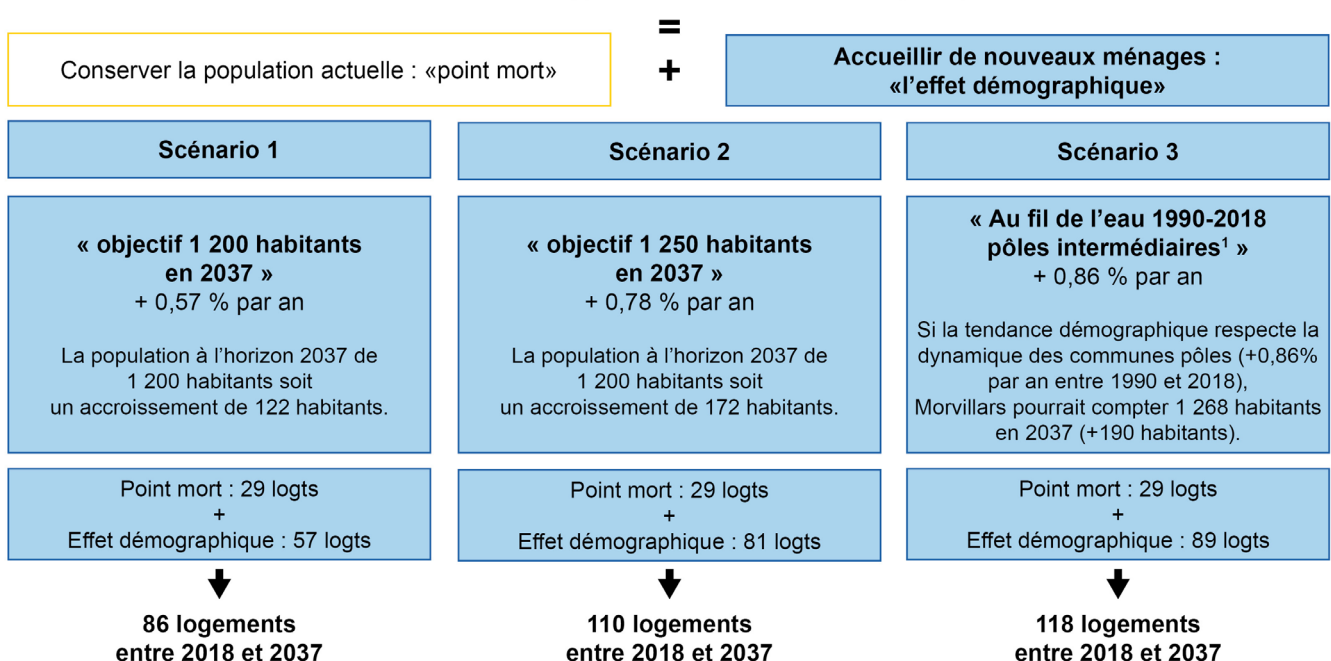 =
Conserver la population actuelle : «point mort»
+
Accueillir de nouveaux ménages :
«l'effet démographique»
Scénario 1
« objectif 1 200 habitants
en 2037 »
+ 0,57 % par an
La population à l'horizon 2037 de
1 200 habitants soit
un accroissement de 122 habitants.
Point mort : 29 logts
+
Effet démographique : 57 logts
86 logements
entre 2018 et 2037
Scénario 2
« objectif 1 250 habitants
en 2037 »
+ 0,78 % par an
La population à l'horizon 2037 de
1 200 habitants soit
un accroissement de 172 habitants.
Point mort : 29 logts
+
Effet démographique : 81 logts
110 logements
entre 2018 et 2037
Scénario 3
« Au fil de l'eau 1990-2018
pôles intermédiaires¹ »
+ 0,86 % par an
Si la tendance démographique respecte la
dynamique des communes pôles (+0,86%
par an entre 1990 et 2018),
Morvillars pourrait compter 1 268 habitants
en 2037 (+190 habitants).
Point mort : 29 logts
+
Effet démographique : 89 logts
118 logements
entre 2018 et 2037